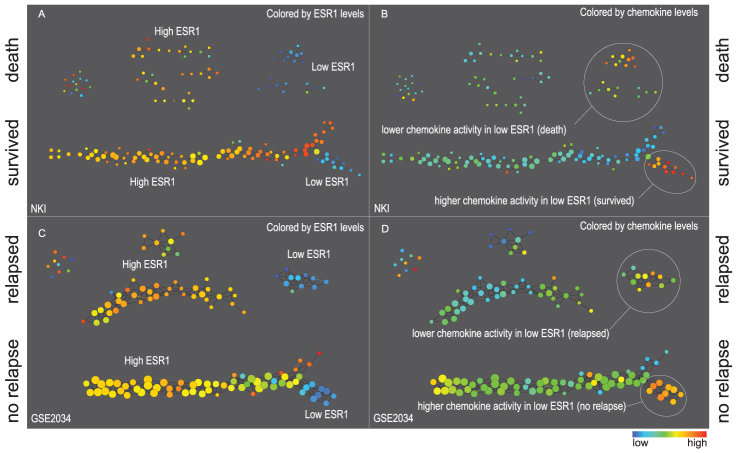 A
Colored by ESR1 levels
High ESR1
Low ESR1
death
survived
High ESR1
Low ESR1
NKI
B
Colored by chemokine levels
lower chemokine activity in low ESR1 (death)
higher chemokine activity in low ESR1 (survived)
NKI
death
survived
C
Colored by ESR1 levels
High ESR1
Low ESR1
relapsed
no relapse
High ESR1
Low ESR1
GSE2034
D
Colored by chemokine levels
lower chemokine activity in low ESR1 (relapsed)
higher chemokine activity in low ESR1 (no relapse)
GSE2034
relapsed
no relapse
low high